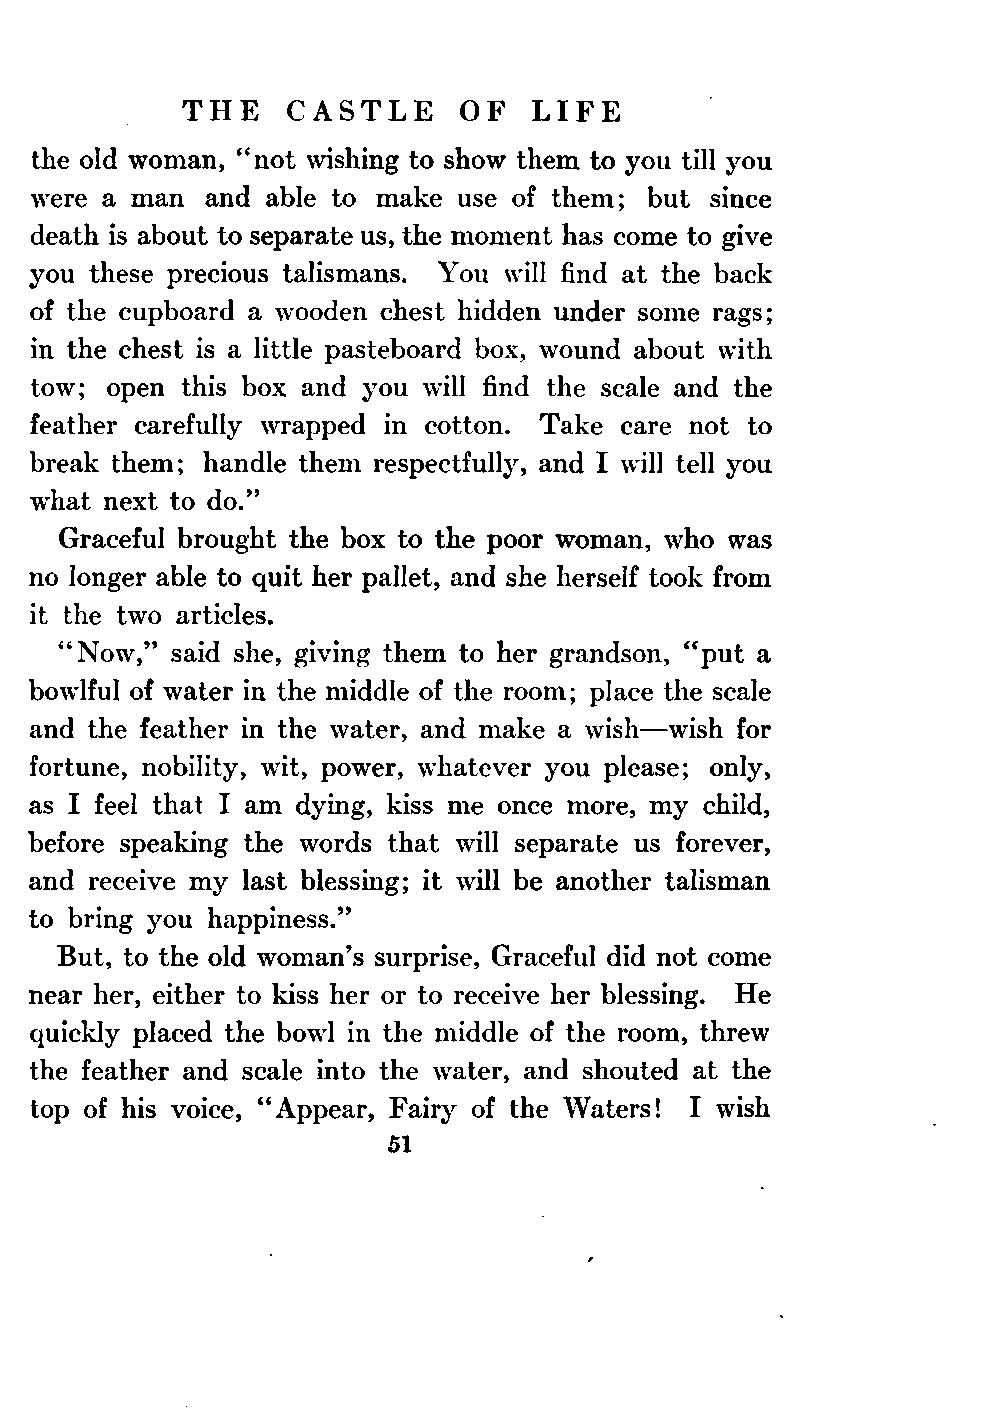 THE CASTLE OF LIFE
the old woman, “not wishing to show them to you till you
were a man and able to make use of them; but since
death is about to separate us, the moment has come to give
you these precious talismans. You will find at the back
of the cupboard a wooden chest hidden under some rags;
in the chest is a little pasteboard box, wound about with
tow; open this box and you will find the scale and the
feather carefully wrapped in cotton. Take care not to
break them; handle them respectfully, and I will tell you
what next to do.”
Graceful brought the box to the poor woman, who was
no longer able to quit her pallet, and she herself took from
it the two articles.
“Now,” said she, giving them to her grandson, “put a
bowlful of water in the middle of the room; place the scale
and the feather in the water, and make a wish—wish for
fortune, nobility, wit, power, whatever you please; only,
as I feel that I am dying, kiss me once more, my child,
before speaking the words that will separate us forever,
and receive my last blessing; it will be another talisman
to bring you happiness.”
But, to the old woman’s surprise, Graceful did not come
near her, either to kiss her or to receive her blessing. He
quickly placed the bowl in the middle of the room, threw
the feather and scale into the water, and shouted at the
top of his voice, “Appear, Fairy of the Waters! I wish
51